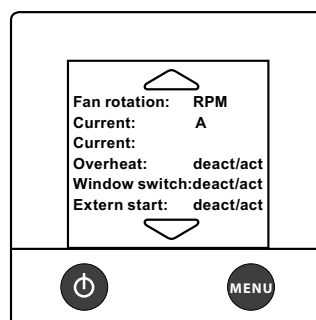 Fan rotation: RPM
Current: A
Current:
Overheat: deact/act
Window switch:deact/act
Extern start: deact/act
MENU